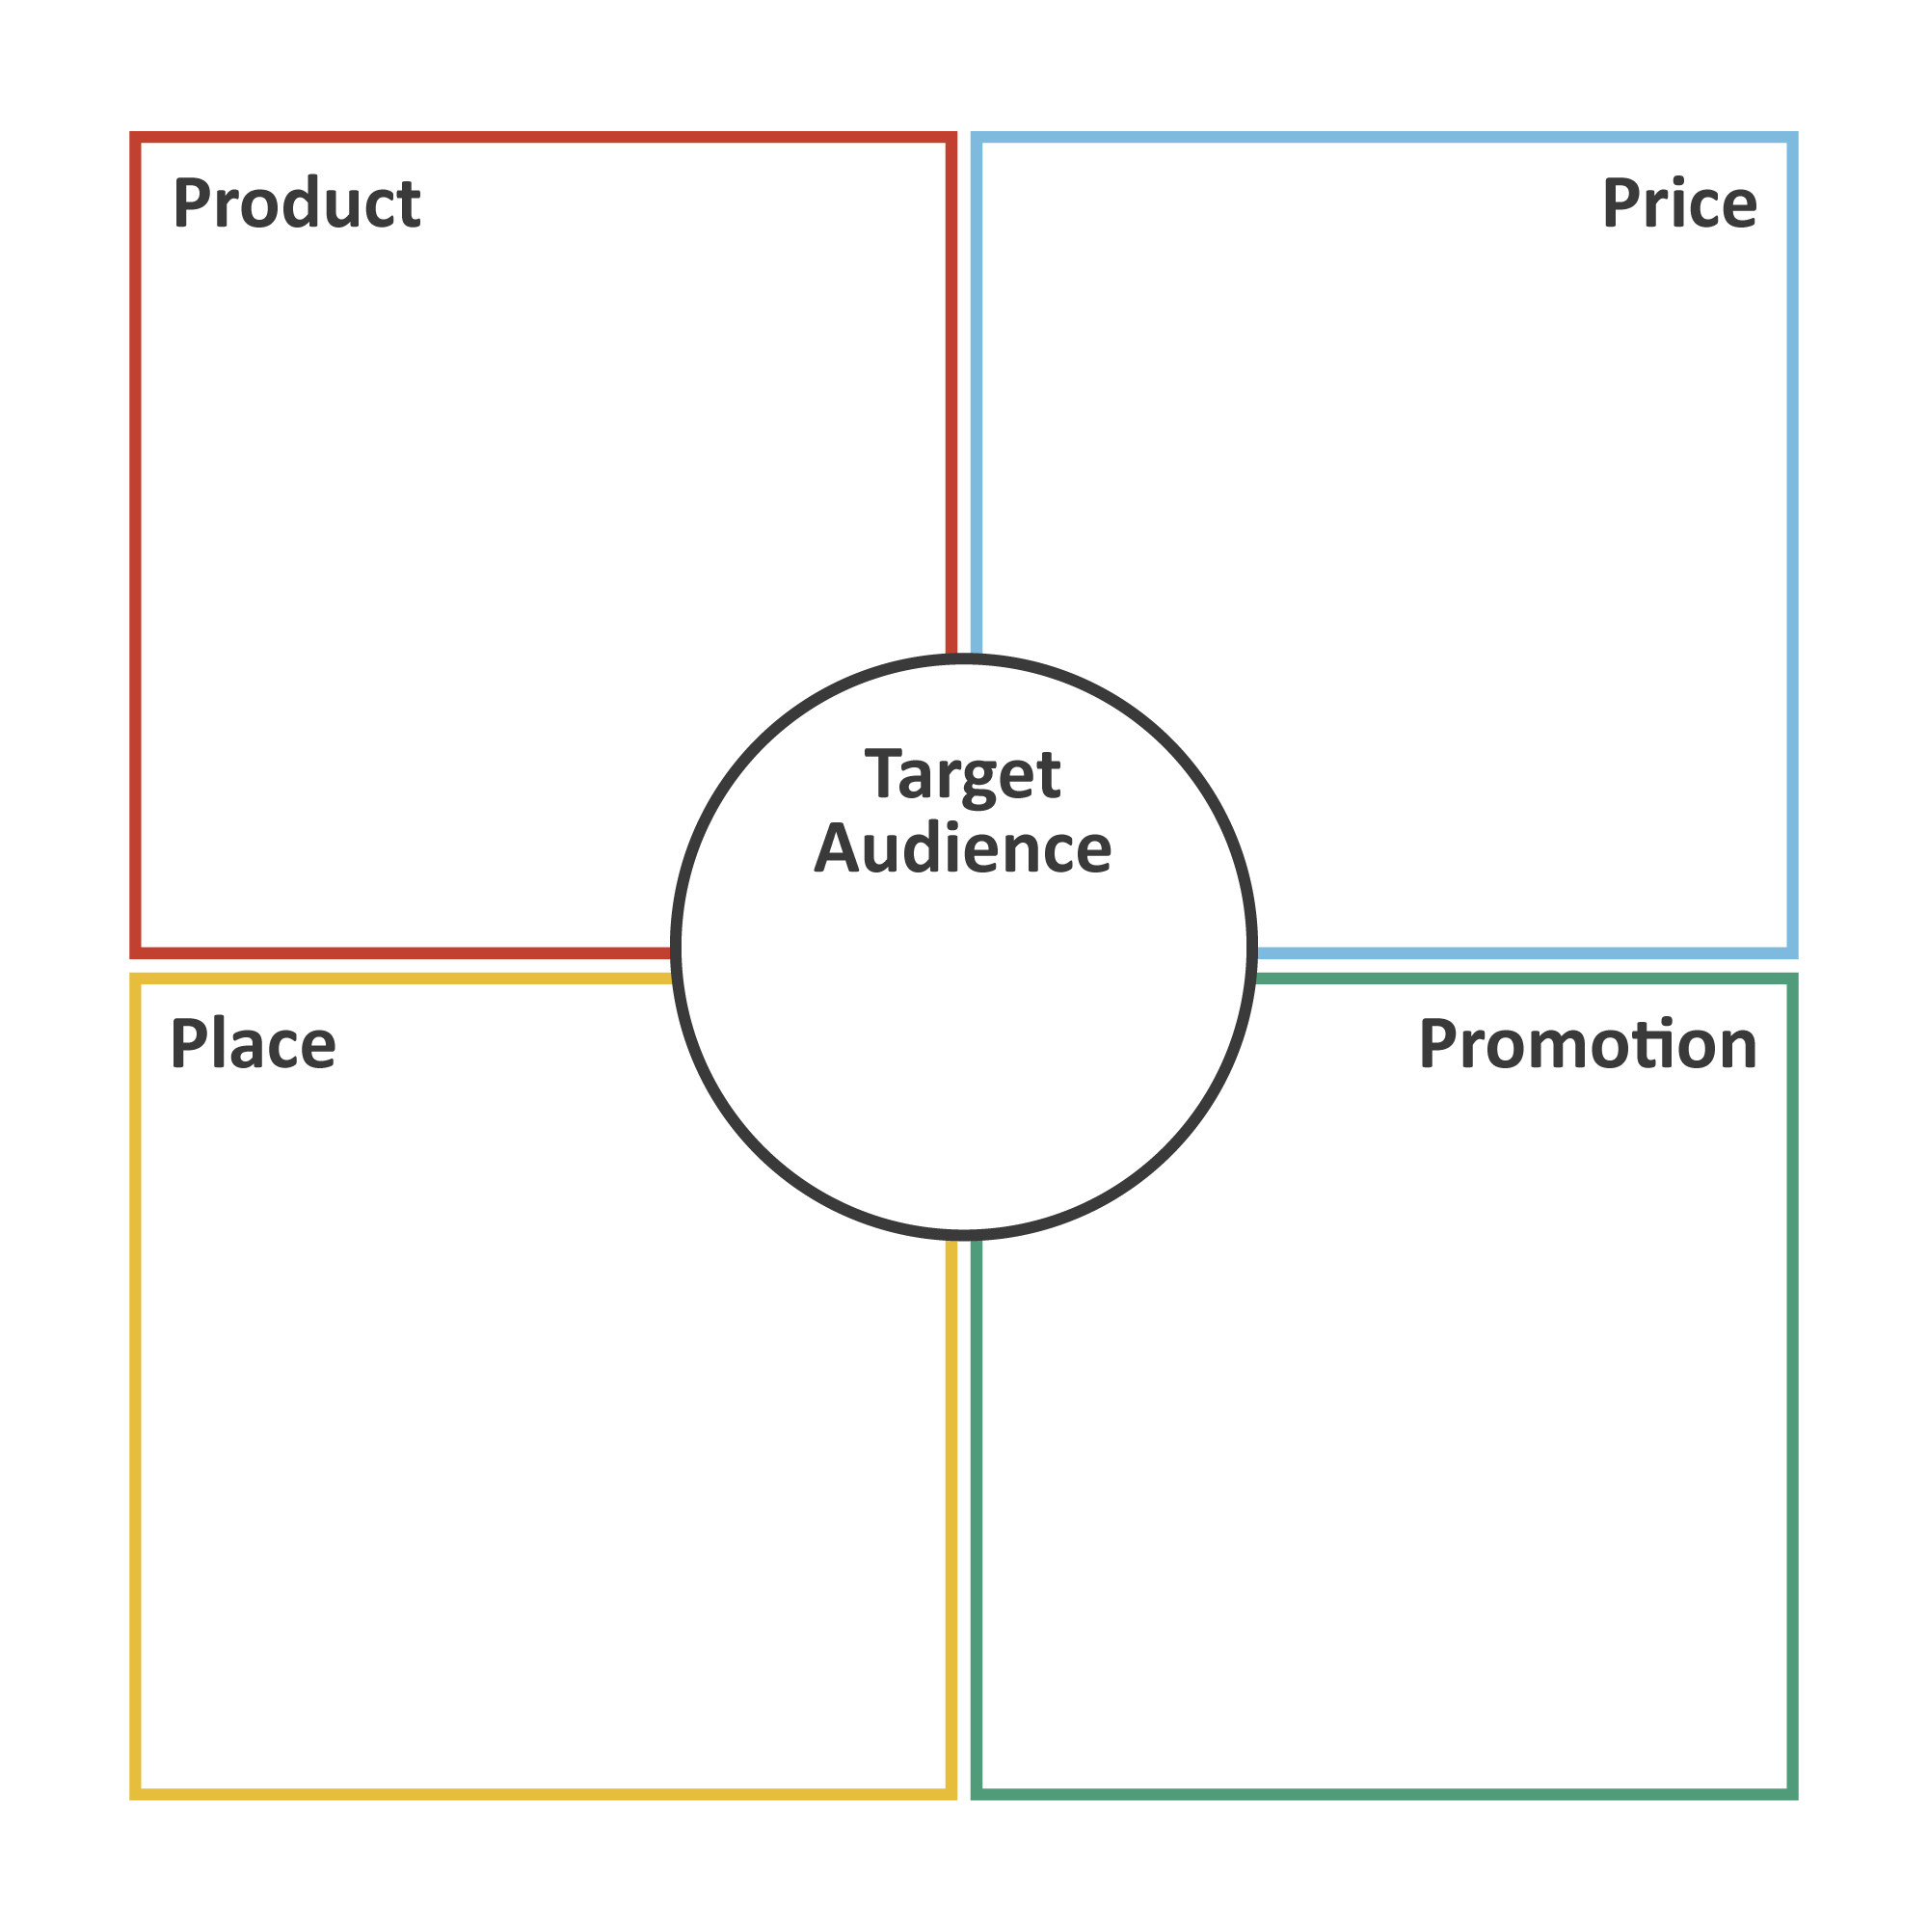 Product
Price
Target
Audience
Place
Promotion